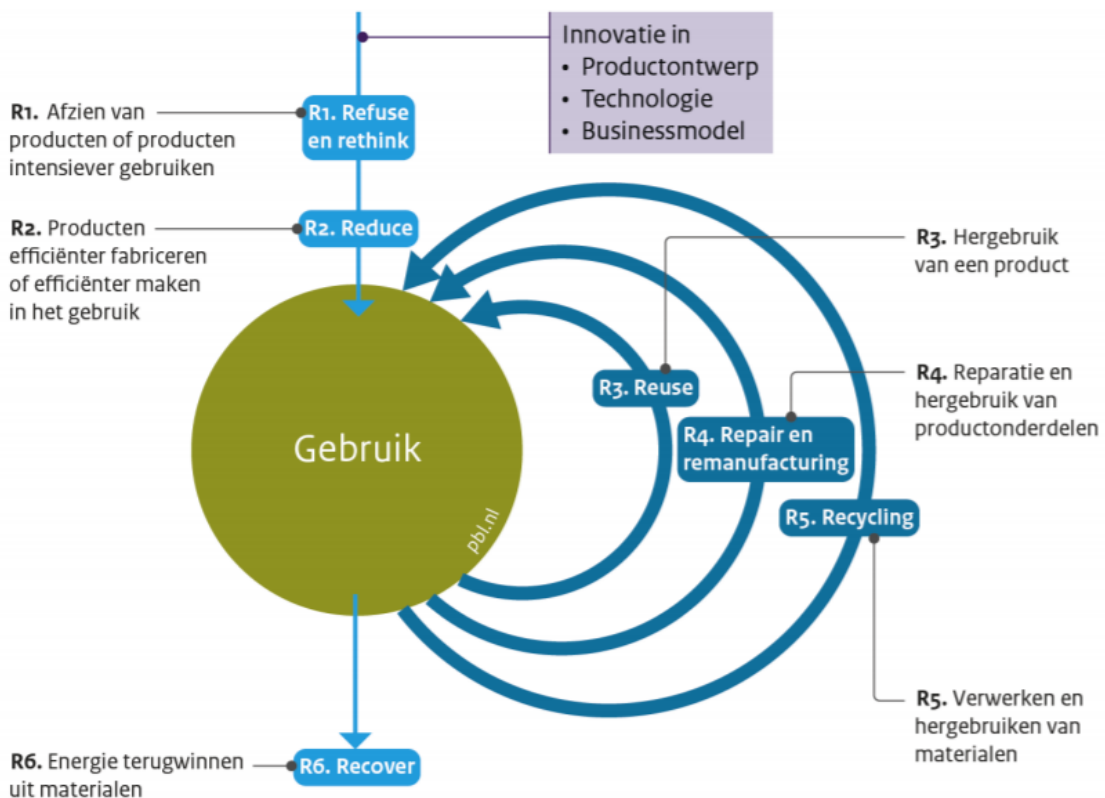 Innovatie in
• Productontwerp
• Technologie
• Businessmodel
R1. Afzien van
producten of producten
intensiever gebruiken
R1. Refuse
en rethink
R2. Producten
efficiënter fabriceren
of efficiënter maken
in het gebruik
R2. Reduce
R3. Hergebruik
van een product
R3. Reuse
R4. Reparatie en
hergebruik van
productonderdelen
R4. Repair en
remanufacturing
Gebruik
pbl.nl
R5. Recycling
R5. Verwerken en
hergebruiken van
materialen
R6. Energie terugwinnen
uit materialen
R6. Recover